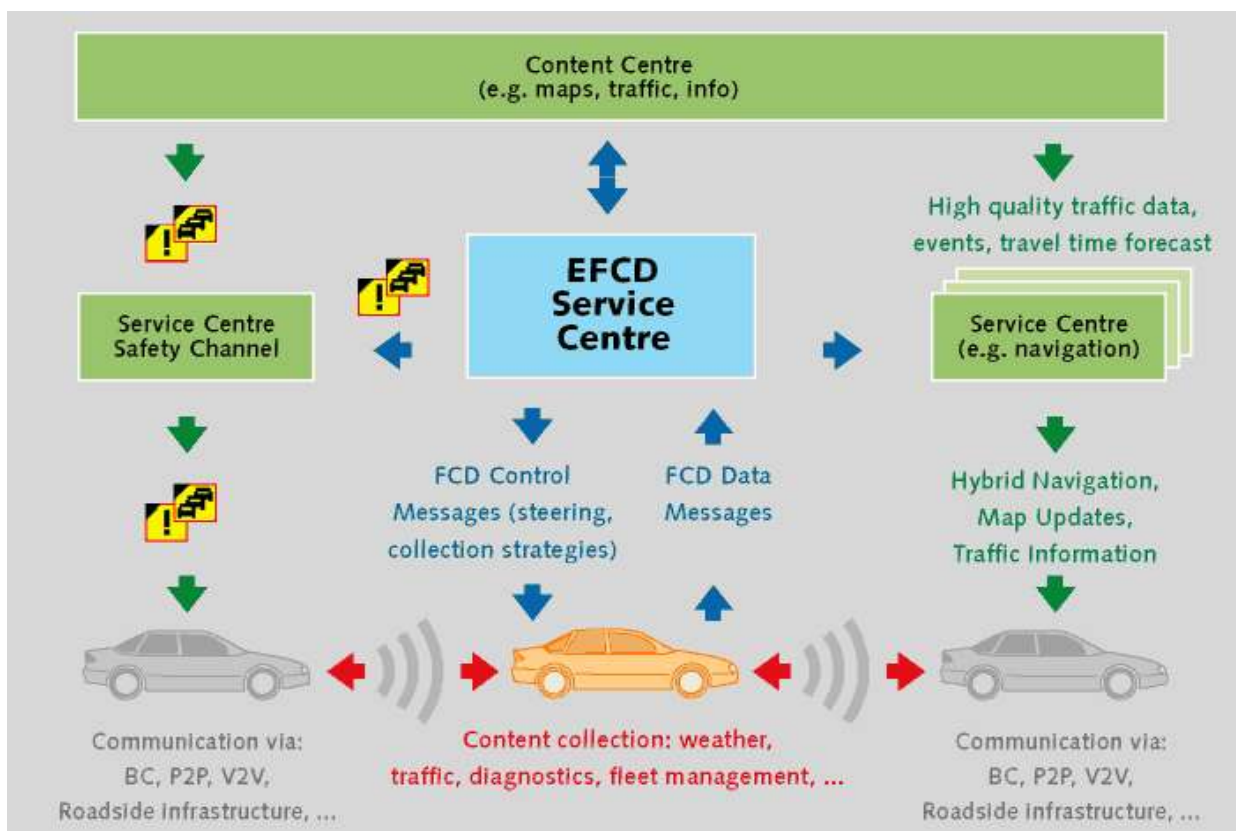 Content Centre
(e.g. maps, traffic, info)
High quality traffic data,
events, travel time forecast
!
!
EFCD
Service
Centre
Service Centre
Safety Channel
Service Centre
(e.g. navigation)
FCD Control
Messages (steering,
collection strategies)
FCD Data
Messages
Hybrid Navigation,
Map Updates,
Traffic Information
!
Communication via:
BC, P2P, V2V,
Roadside infrastructure, ...
Content collection: weather,
traffic, diagnostics, fleet management, ...
Communication via:
BC, P2P, V2V,
Roadside infrastructure, ...